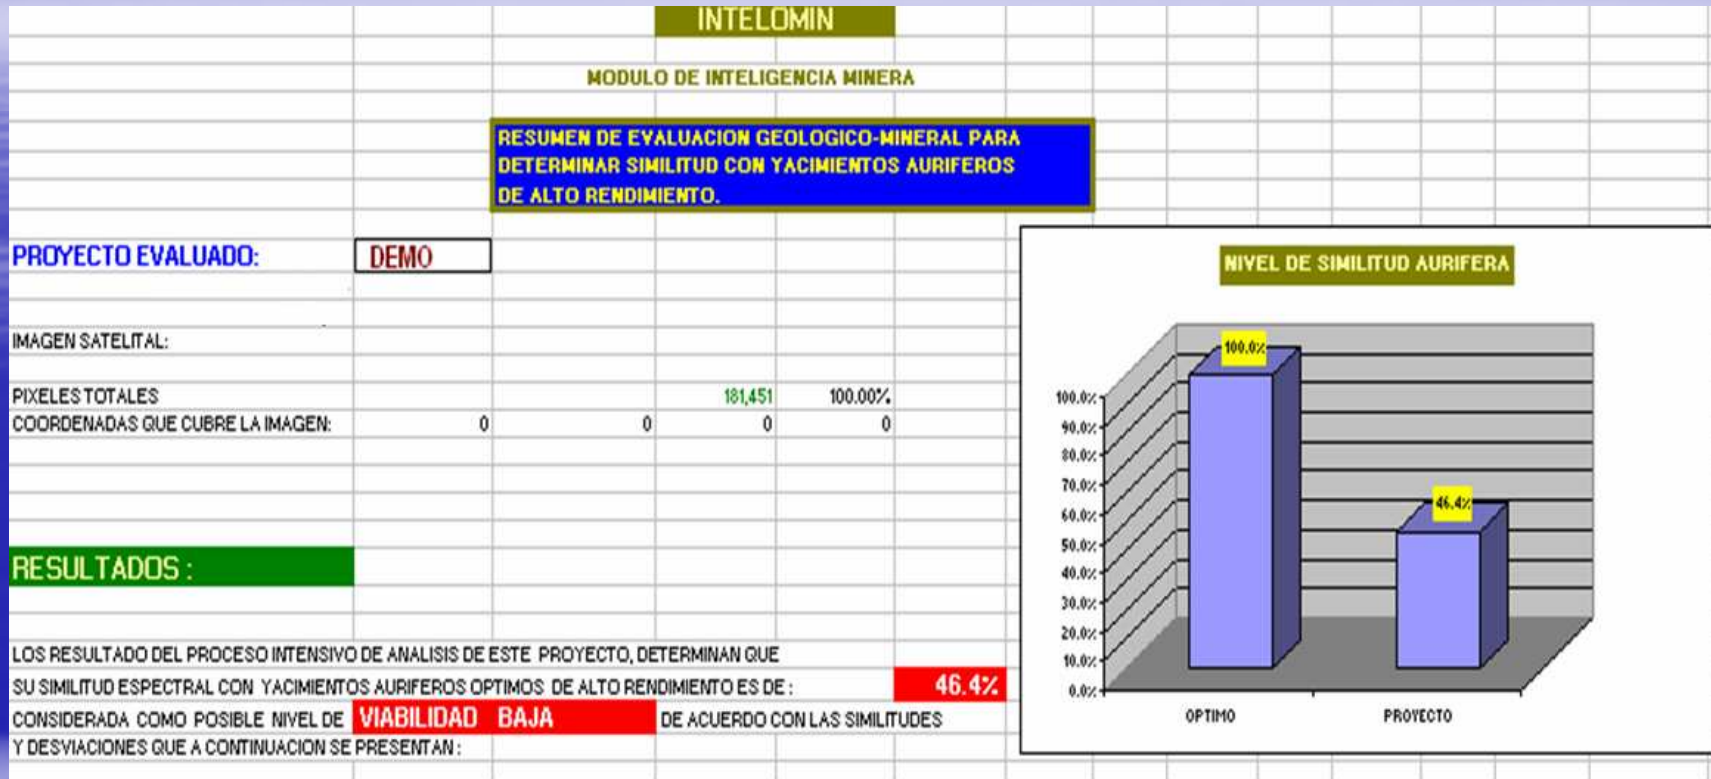 INTELOMIN
MODULO DE INTELIGENCIA MINERA
RESUMEN DE EVALUACION GEOLOGICO-MINERAL PARA
DETERMINAR SIMILITUD CON YACIMIENTOS AURIFEROS
DE ALTO RENDIMIENTO.
PROYECTO EVALUADO: DEMO
IMAGEN SATELITAL:
PIXELES TOTALES 181,451 100.00%
COORDENADAS QUE CUBRE LA IMAGEN: 0 0 0 0
RESULTADOS :
LOS RESULTADO DEL PROCESO INTENSIVO DE ANALISIS DE ESTE PROYECTO, DETERMINAN QUE
SU SIMILITUD ESPECTRAL CON YACIMIENTOS AURIFEROS OPTIMOS DE ALTO RENDIMIENTO ES DE : 46.4%
CONSIDERADA COMO POSIBLE NIVEL DE VIABILIDAD BAJA DE ACUERDO CON LAS SIMILITUDES
Y DESVIACIONES QUE A CONTINUACION SE PRESENTAN :
NIVEL DE SIMILITUD AURIFERA
100.0%
46.4%
100.0%
90.0%
80.0%
70.0%
60.0%
50.0%
40.0%
30.0%
20.0%
10.0%
0.0%
OPTIMO PROYECTO